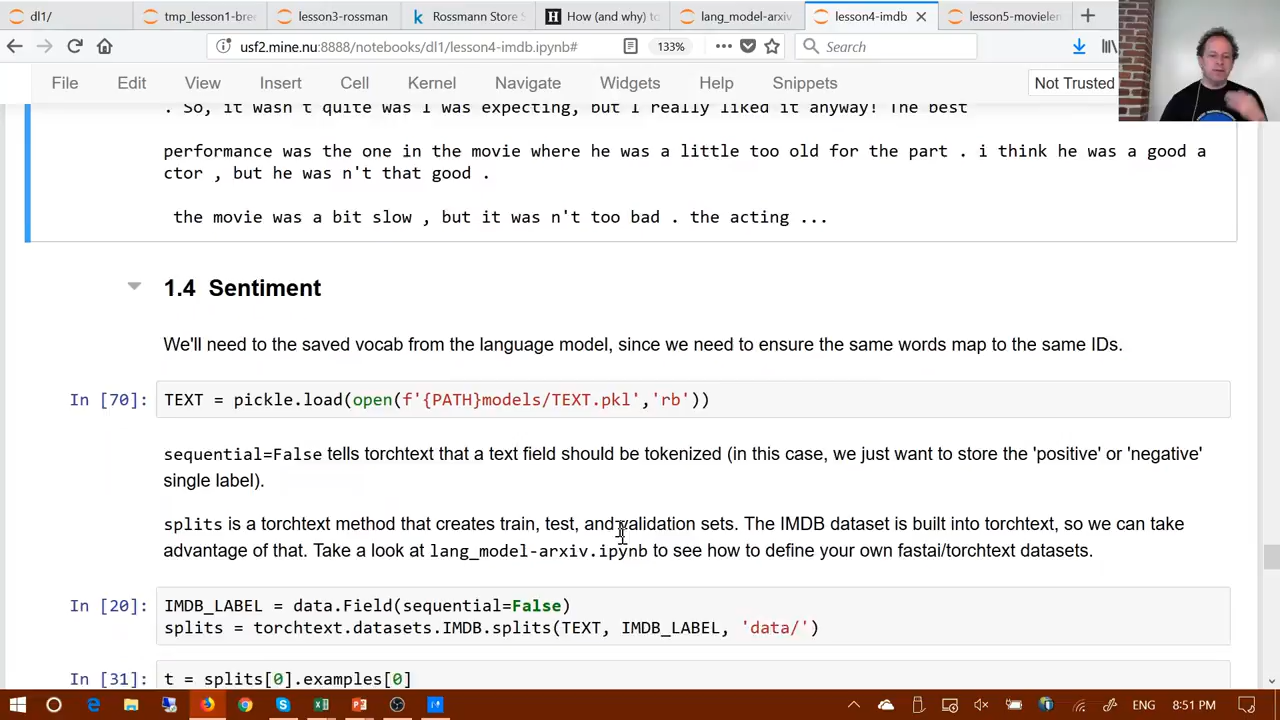 dl1/
tmp_lesson1-bre
lesson3-rossman
Rossmann Store S
How (and why) to
lang_model-arxiv
lesson4-imdb
lesson5-movielen
usf2.mine.nu:8888/notebooks/GIT/lesson4-imdb.ipynb#
133%
Search
File Edit View Insert Cell Kernel Navigate Widgets Help Snippets
Not Trusted
. So, it wasn't quite was I was expecting, but I really liked it anyway! The best
performance was the one in the movie where he was a little too old for the part . i think he was a good a
ctor , but he was n't that good .
the movie was a bit slow , but it was n't too bad . the acting ...
1.4 Sentiment
We'll need to the saved vocab from the language model, since we need to ensure the same words map to the same IDs.
In [70]: TEXT = pickle.load(open(f'{PATH}models/TEXT.pkl','rb'))
sequential=False tells torchtext that a text field should be tokenized (in this case, we just want to store the 'positive' or 'negative'
single label).
splits is a torchtext method that creates train, test, and validation sets. The IMDB dataset is built into torchtext, so we can take
advantage of that. Take a look at lang_model-arxiv.ipynb to see how to define your own fastai/torchtext datasets.
In [20]: IMDB_LABEL = data.Field(sequential=False)
splits = torchtext.datasets.IMDB.splits(TEXT, IMDB_LABEL, 'data/')
In [31]: t = splits[0].examples[0]
ENG
8:51 PM